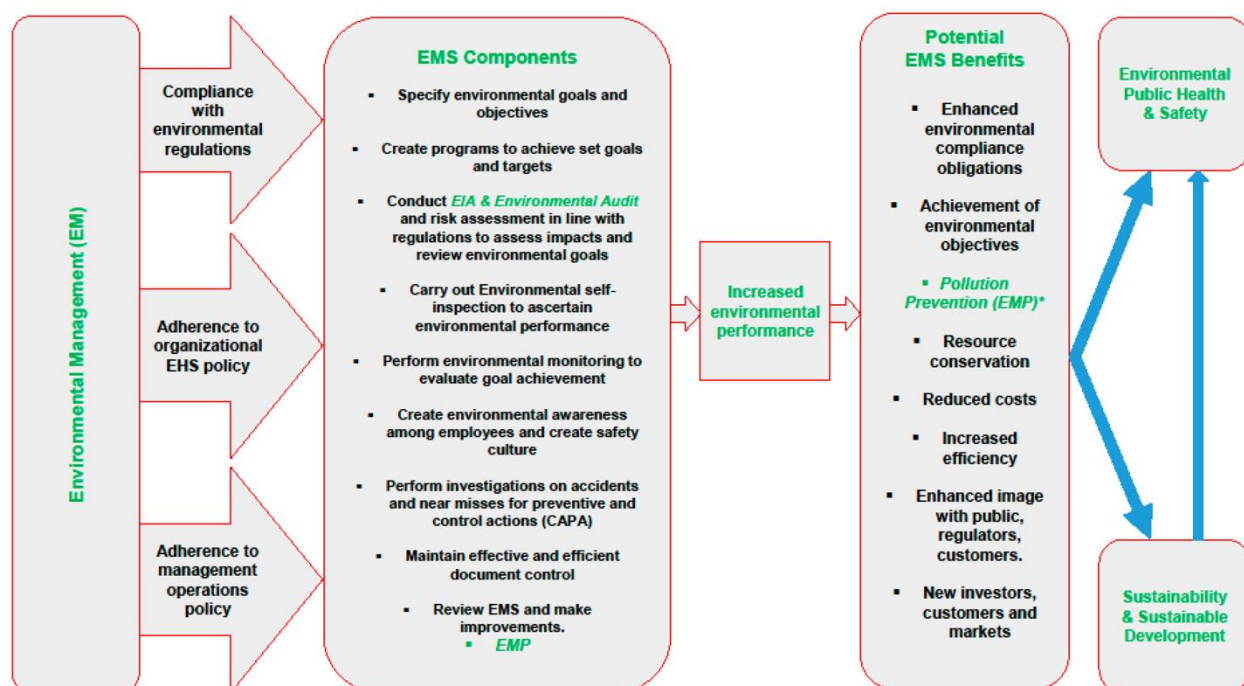 Environmental Management (EM)
Compliance
with
environmental
regulations
Adherence to
organizational
EHS policy
Adherence to
management
operations
policy
EMS Components
▪ Specify environmental goals and
objectives
▪ Create programs to achieve set goals
and targets
▪ Conduct EIA & Environmental Audit
and risk assessment in line with
regulations to assess impacts and
review environmental goals
▪ Carry out Environmental self-
inspection to ascertain
environmental performance
▪ Perform environmental monitoring to
evaluate goal achievement
▪ Create environmental awareness
among employees and create safety
culture
▪ Perform investigations on accidents
and near misses for preventive and
control actions (CAPA)
▪ Maintain effective and efficient
document control
▪ Review EMS and make
improvements.
▪ EMP
Increased
environmental
performance
Potential
EMS Benefits
▪ Enhanced
environmental
compliance
obligations
▪ Achievement of
environmental
objectives
▪ Pollution
Prevention (EMP)*
▪ Resource
conservation
▪ Reduced costs
▪ Increased
efficiency
▪ Enhanced image
with public,
regulators,
customers.
▪ New investors,
customers and
markets
Environmental
Public Health
& Safety
Sustainability
& Sustainable
Development